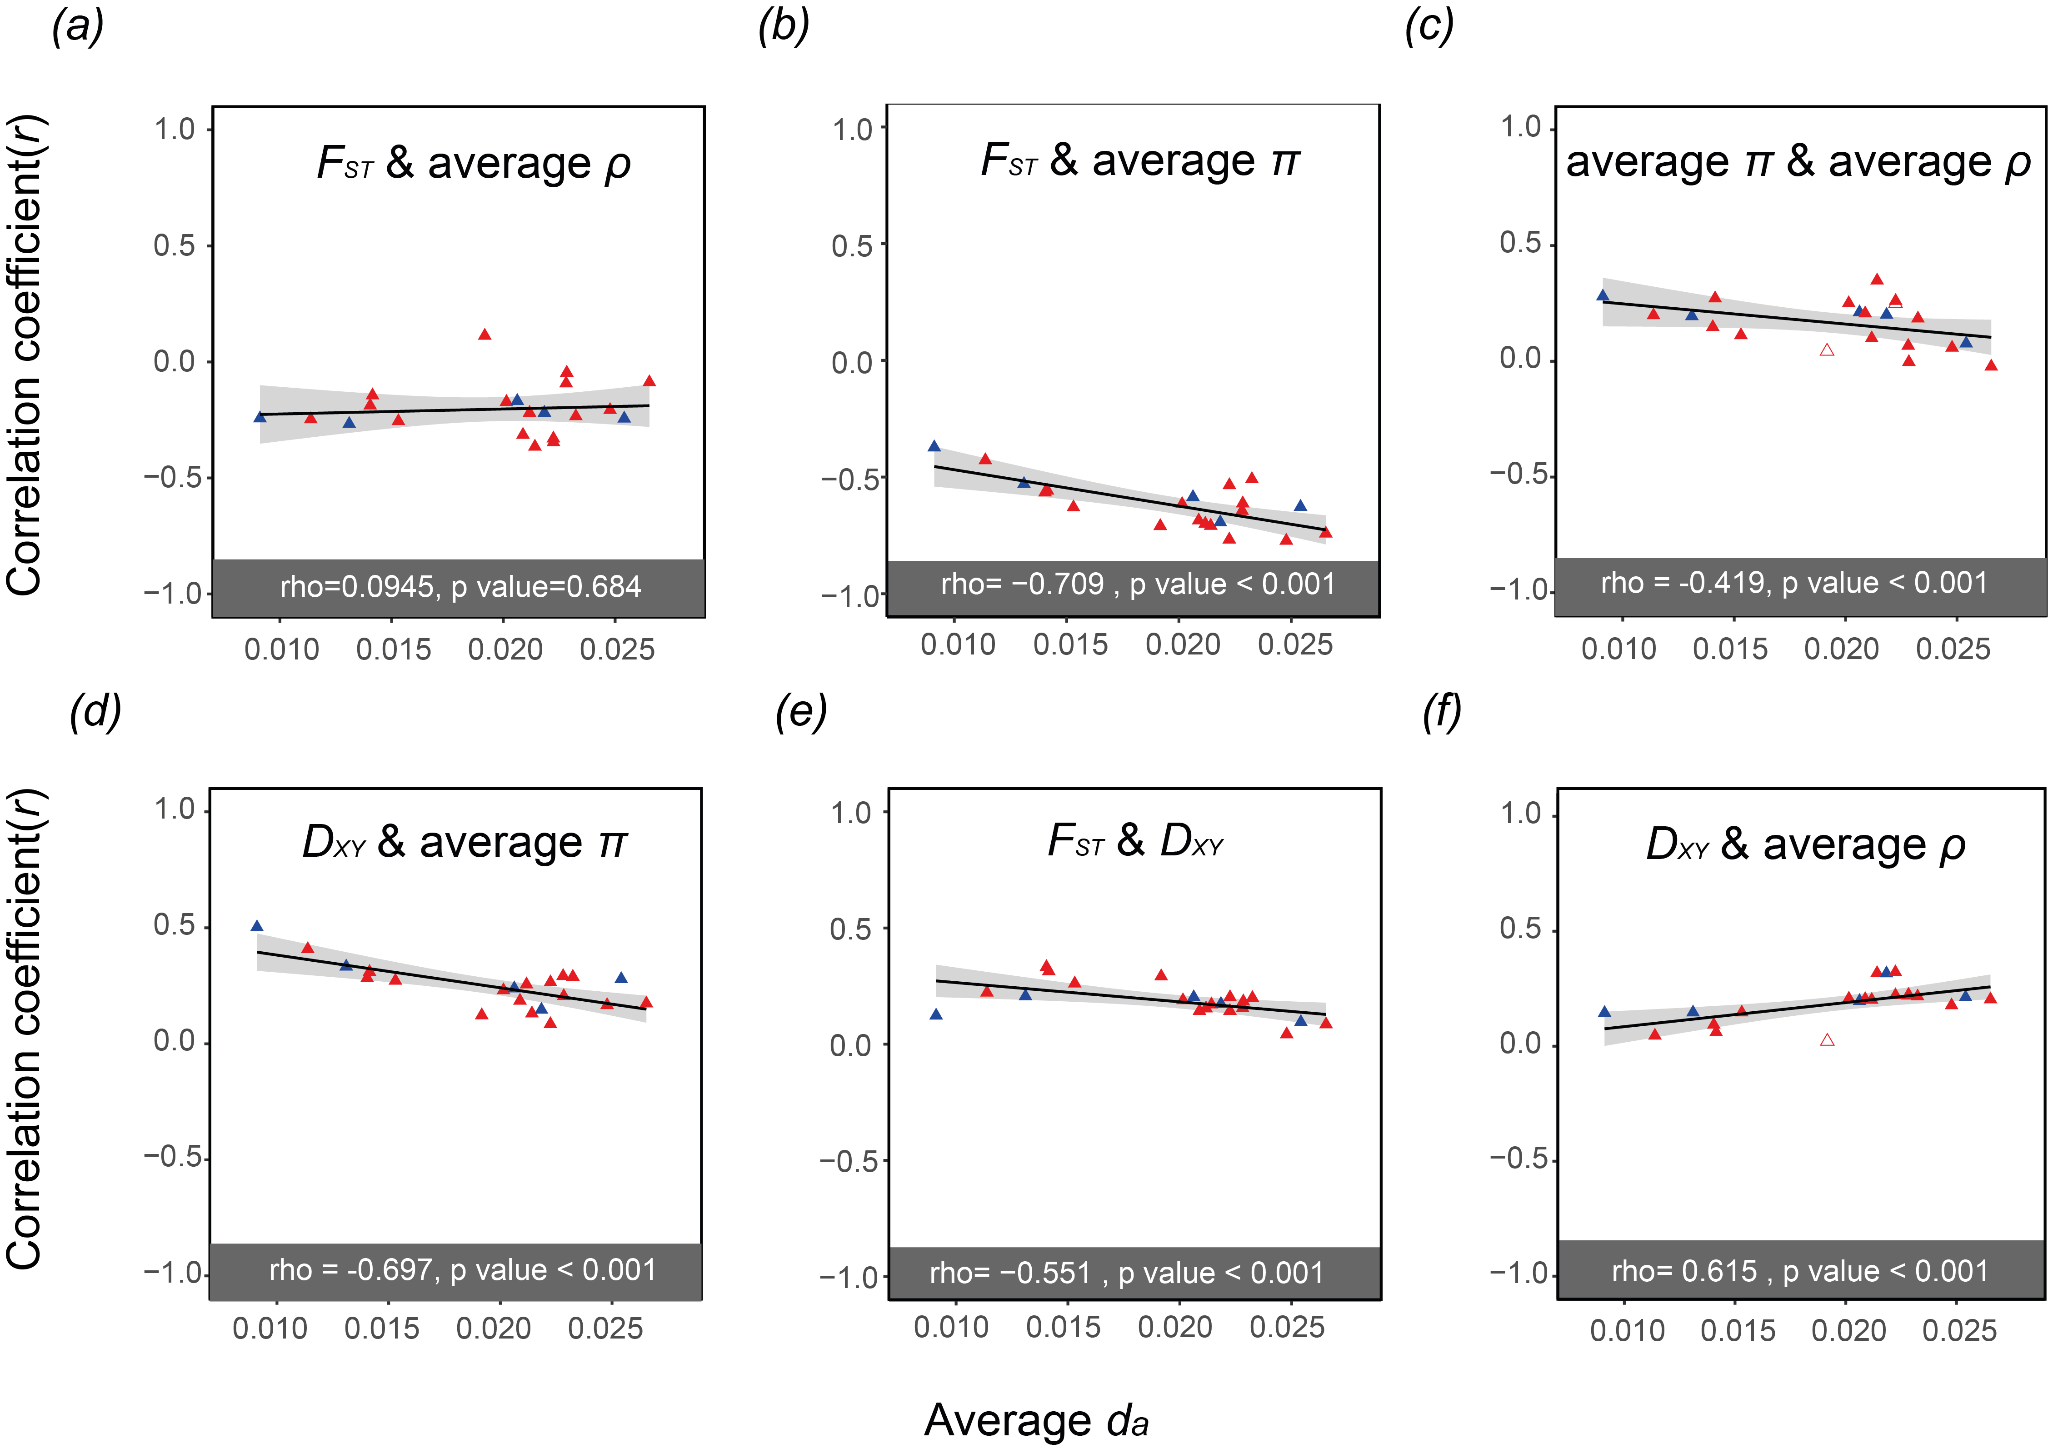 (a)
(b)
(c)
Correlation coefficient(r)
1.0
0.5
0.0
−0.5
−1.0
FST & average ρ
rho=0.0945, p value=0.684
0.010 0.015 0.020 0.025
1.0
0.5
0.0
−0.5
−1.0
FST & average π
rho= −0.709 , p value < 0.001
0.010 0.015 0.020 0.025
1.0
0.5
0.0
−0.5
−1.0
average π & average ρ
rho = -0.419, p value < 0.001
0.010 0.015 0.020 0.025
(d)
(e)
(f)
Correlation coefficient(r)
1.0
0.5
0.0
−0.5
−1.0
DXY & average π
rho = -0.697, p value < 0.001
0.010 0.015 0.020 0.025
1.0
0.5
0.0
−0.5
−1.0
FST & DXY
rho= −0.551 , p value < 0.001
0.010 0.015 0.020 0.025
1.0
0.5
0.0
−0.5
−1.0
DXY & average ρ
rho= 0.615 , p value < 0.001
0.010 0.015 0.020 0.025
Average da